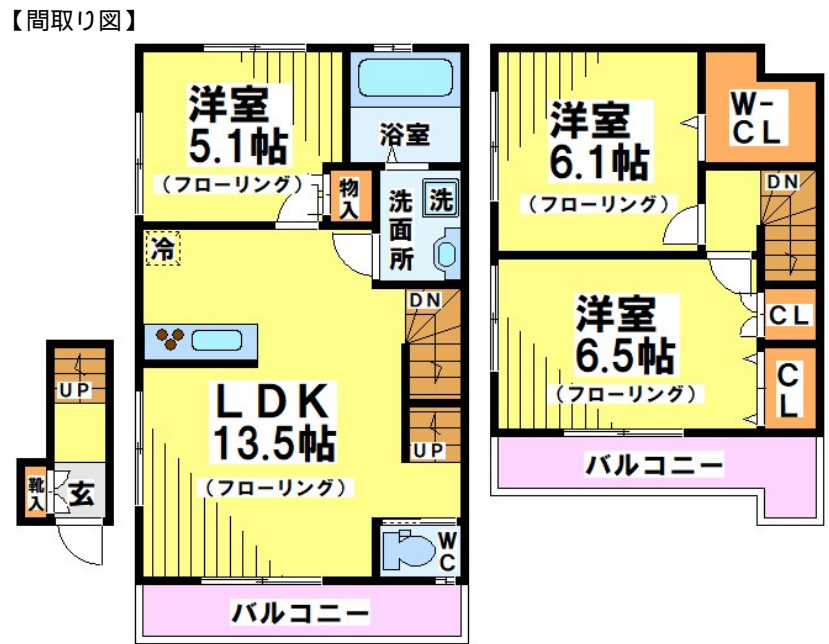 【間取り図】
UP
靴入
玄
洋室
5.1帖
(フローリング)
物入
浴室
洗面所
洗
冷
DN
LDK
13.5帖
(フローリング)
UP
WC
バルコニー
洋室
6.1帖
(フローリング)
W-
CL
DN
洋室
6.5帖
(フローリング)
CL
CL
バルコニー